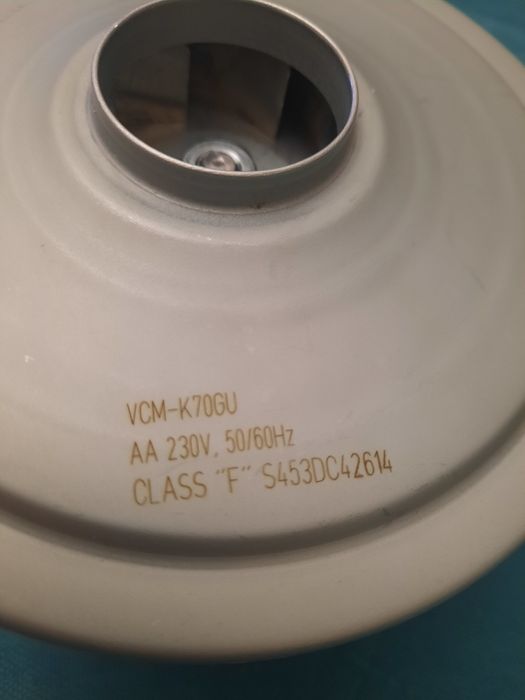 VCM-K70GU
AA 230V, 50/60Hz
CLASS "F" S453DC42614